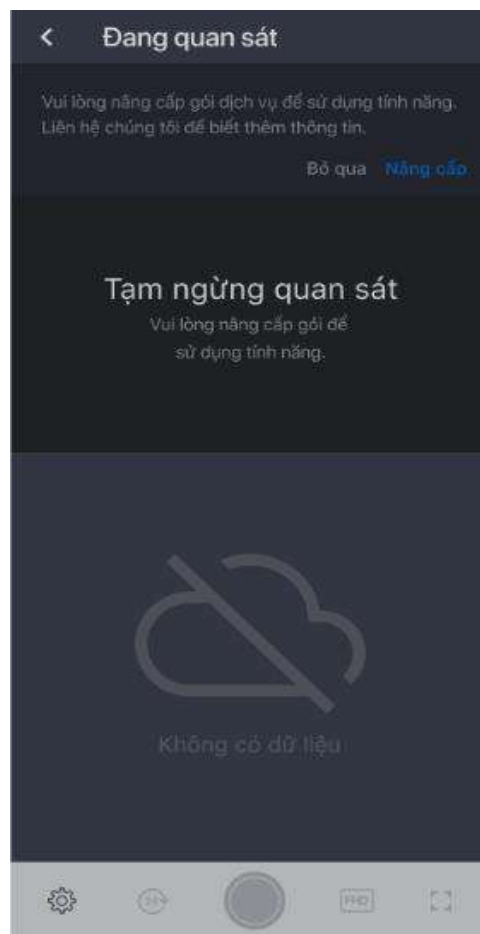 Đang quan sát
Vui lòng nâng cấp gói dịch vụ để sử dụng tính năng.
Liên hệ chúng tôi để biết thêm thông tin.
Bỏ qua Nâng cấp
Tạm ngừng quan sát
Vui lòng nâng cấp gói để
sử dụng tính năng.
Không có dữ liệu
FHD